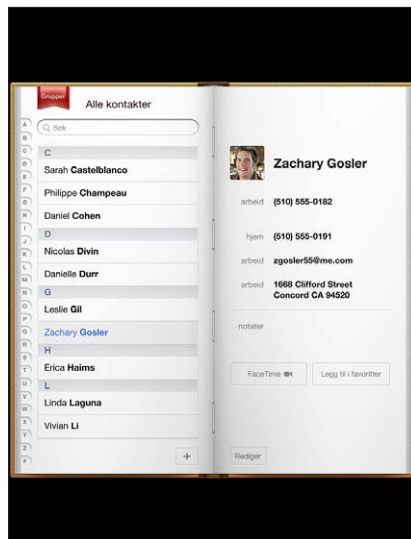 Grupper
Alle kontakter
Søk
A
B
C
D
E
F
G
H
I
J
K
L
M
N
O
P
Q
R
S
T
U
V
W
X
Y
Z
#
C
Sarah Castelblanco
Philippe Champeau
Daniel Cohen
D
Nicolas Divin
Danielle Durr
G
Leslie Gil
Zachary Gosler
H
Erica Haims
L
Linda Laguna
Vivian Li
+
Zachary Gosler
arbeid (510) 555-0182
hjem (510) 555-0191
arbeid zgosler55@me.com
arbeid 1668 Clifford Street
Concord CA 94520
notater
FaceTime
Legg til i favoritter
Rediger